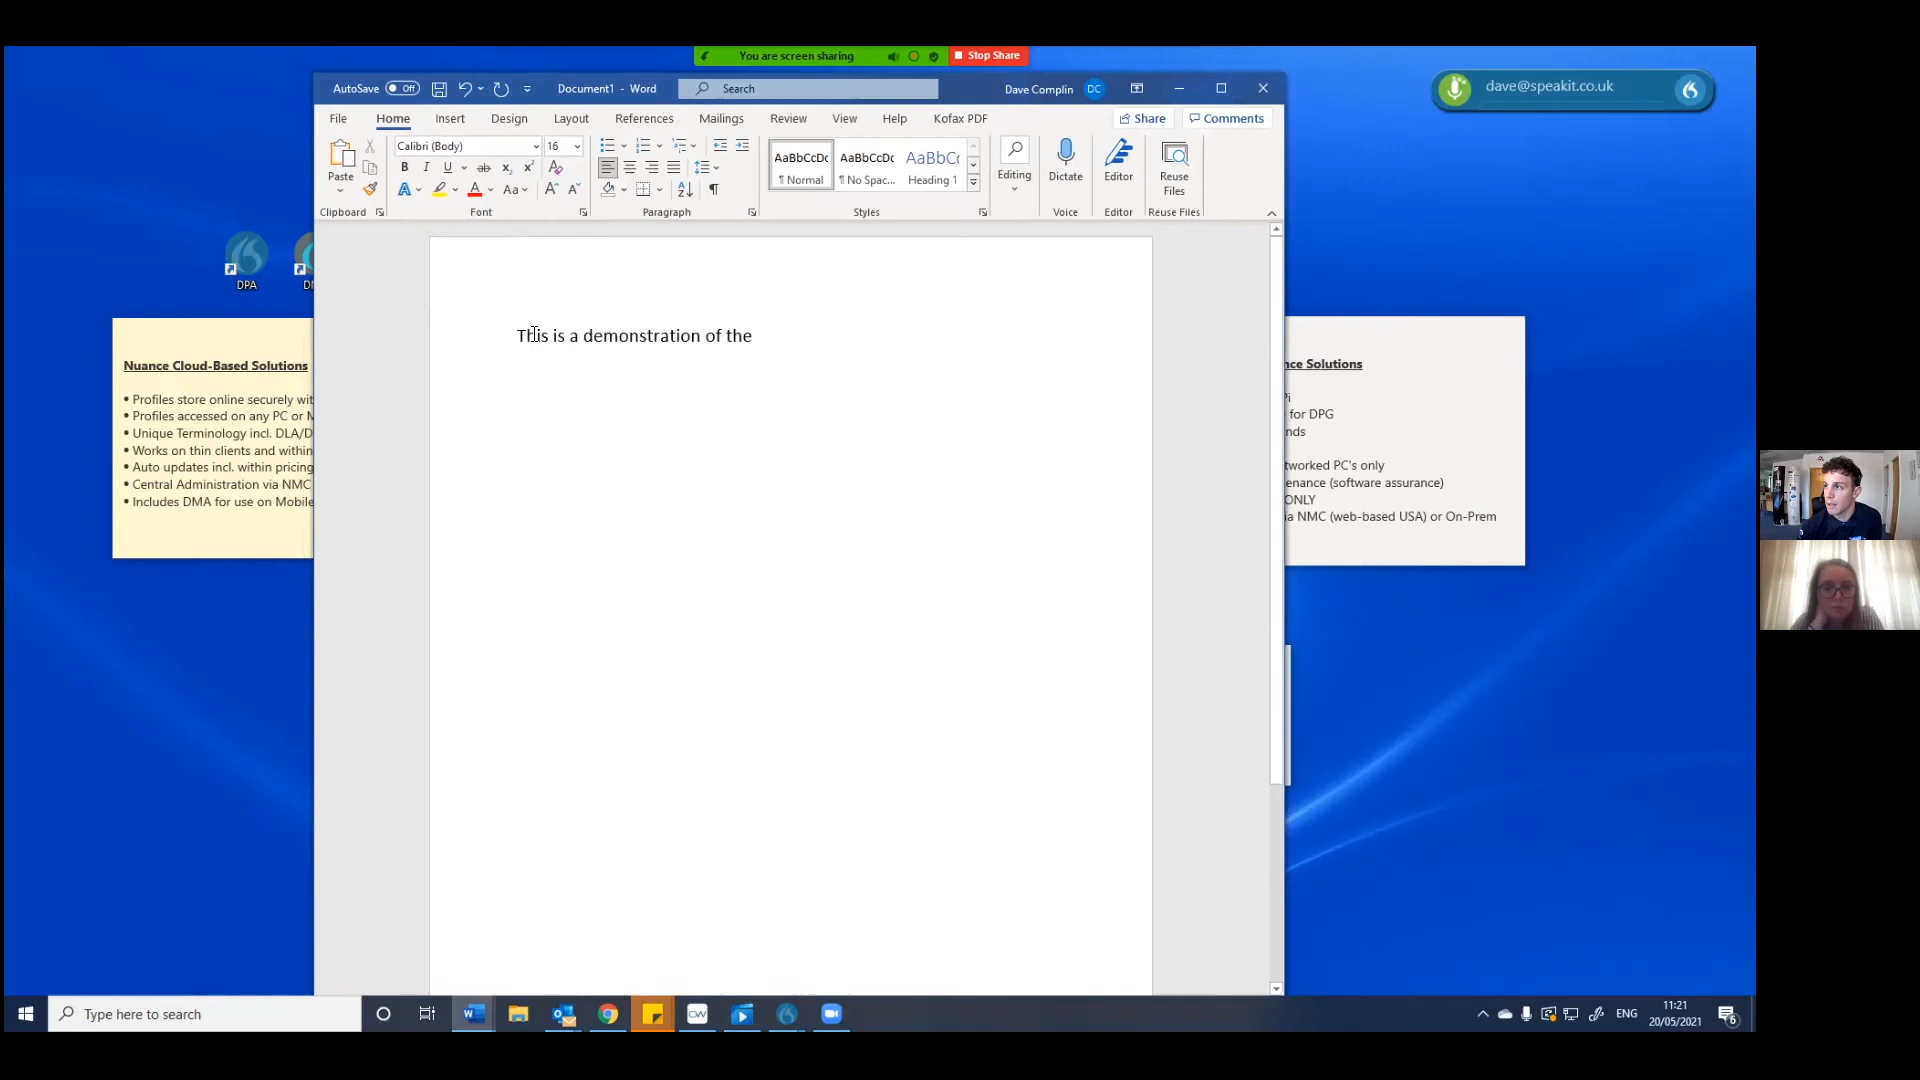 You are screen sharing
Stop Share
AutoSave Off
Document1 - Word
Search
Dave Complin DC
dave@speakit.co.uk
File Home Insert Design Layout References Mailings Review View Help Kofax PDF
Share Comments
Paste
Clipboard
Calibri (Body) 16
B I U ab x₂ x²
A A Aa A A
Font
Paragraph
AaBbCcDc AaBbCcDc AaBbCc
¶ Normal ¶ No Spac... Heading 1
Styles
Editing
Dictate
Voice
Editor
Editor
Reuse
Files
Reuse Files
DPA
This is a demonstration of the
Nuance Cloud-Based Solutions
• Profiles store online securely wit
• Profiles accessed on any PC or M
• Unique Terminology incl. DLA/D
• Works on thin clients and within
• Auto updates incl. within pricing
• Central Administration via NMC
• Includes DMA for use on Mobile
nce Solutions
for DPG
nds
tworked PC's only
enance (software assurance)
ONLY
ia NMC (web-based USA) or On-Prem
Type here to search
ENG
11:21
20/05/2021
6